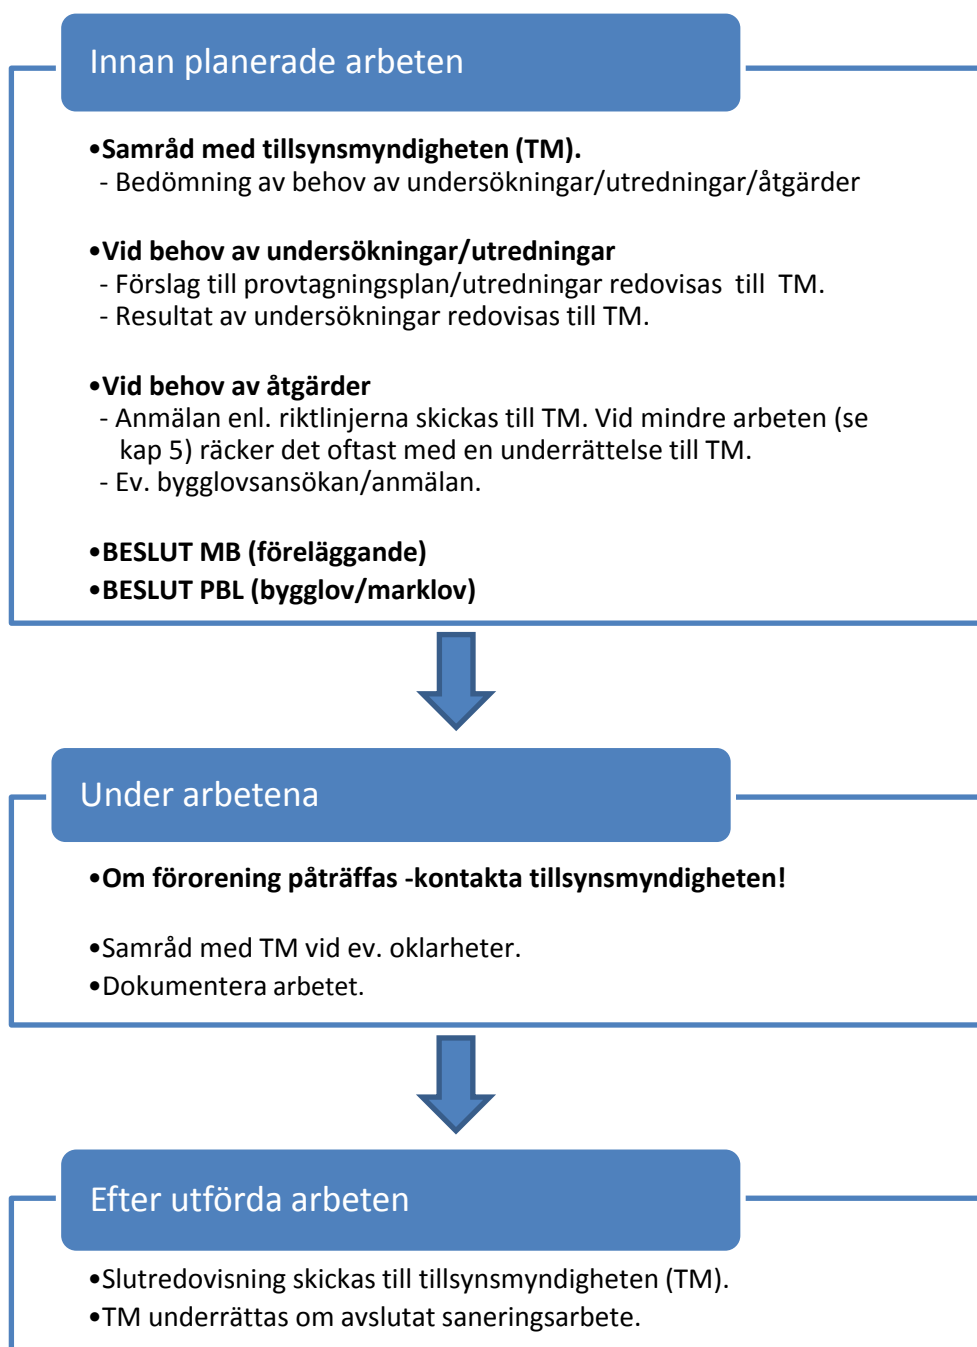 Innan planerade arbeten
•Samråd med tillsynsmyndigheten (TM).
- Bedömning av behov av undersökningar/utredningar/åtgärder
•Vid behov av undersökningar/utredningar
- Förslag till provtagningsplan/utredningar redovisas till TM.
- Resultat av undersökningar redovisas till TM.
•Vid behov av åtgärder
- Anmälan enl. riktlinjerna skickas till TM. Vid mindre arbeten (se
kap 5) räcker det oftast med en underrättelse till TM.
- Ev. bygglovsansökan/anmälan.
•BESLUT MB (föreläggande)
•BESLUT PBL (bygglov/marklov)
Under arbetena
•Om förorening påträffas -kontakta tillsynsmyndigheten!
•Samråd med TM vid ev. oklarheter.
•Dokumentera arbetet.
Efter utförda arbeten
•Slutredovisning skickas till tillsynsmyndigheten (TM).
•TM underrättas om avslutat saneringsarbete.